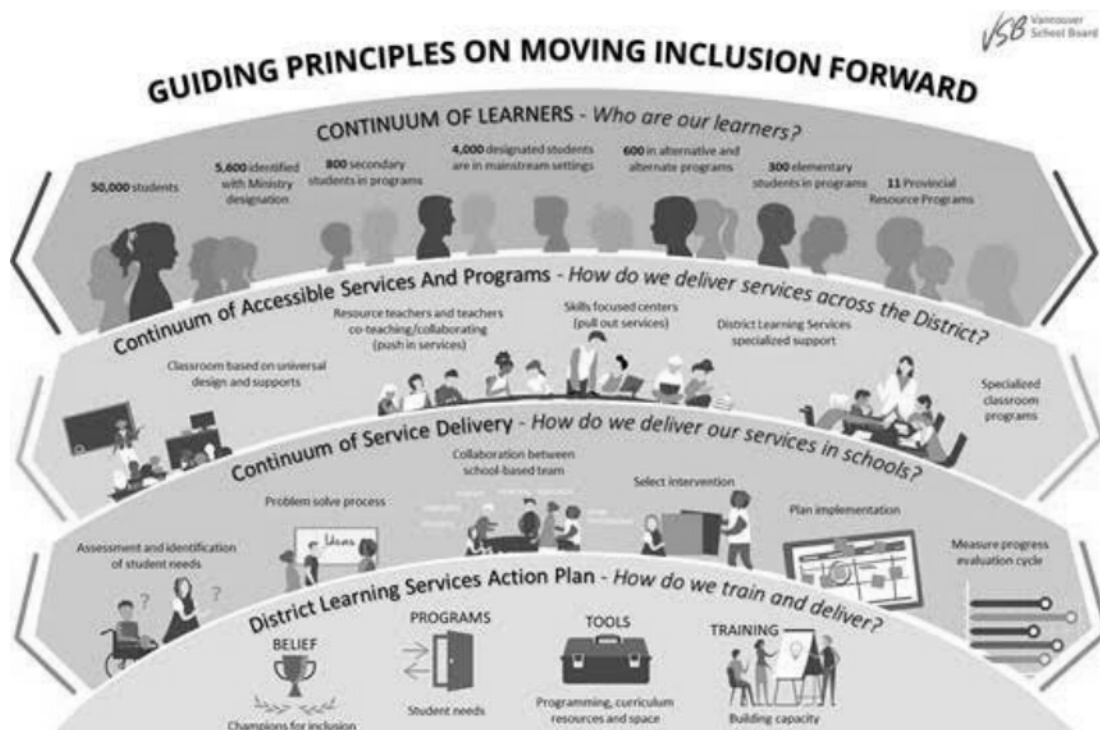 VSB Vancouver
School Board
GUIDING PRINCIPLES ON MOVING INCLUSION FORWARD
CONTINUUM OF LEARNERS - Who are our learners?
50,000 students
5,600 identified
with Ministry
designation
800 secondary
students in programs
4,000 designated students
are in mainstream settings
600 in alternative and
alternate programs
300 elementary
students in programs
11 Provincial
Resource Programs
Continuum of Accessible Services And Programs - How do we deliver services across the District?
Classroom based on universal
design and supports
Resource teachers and teachers
co-teaching/collaborating
(push in services)
Skills focused centers
(pull out services)
District Learning Services
specialized support
Specialized
classroom
programs
Continuum of Service Delivery - How do we deliver our services in schools?
Assessment and identification
of student needs
? ?
Problem solve process
Ideas
Collaboration between
school-based team
Select intervention
Plan implementation
Measure progress
evaluation cycle
District Learning Services Action Plan - How do we train and deliver?
BELIEF
Champions for inclusion
PROGRAMS
Student needs
TOOLS
Programming, curriculum
resources and space
TRAINING
Building capacity